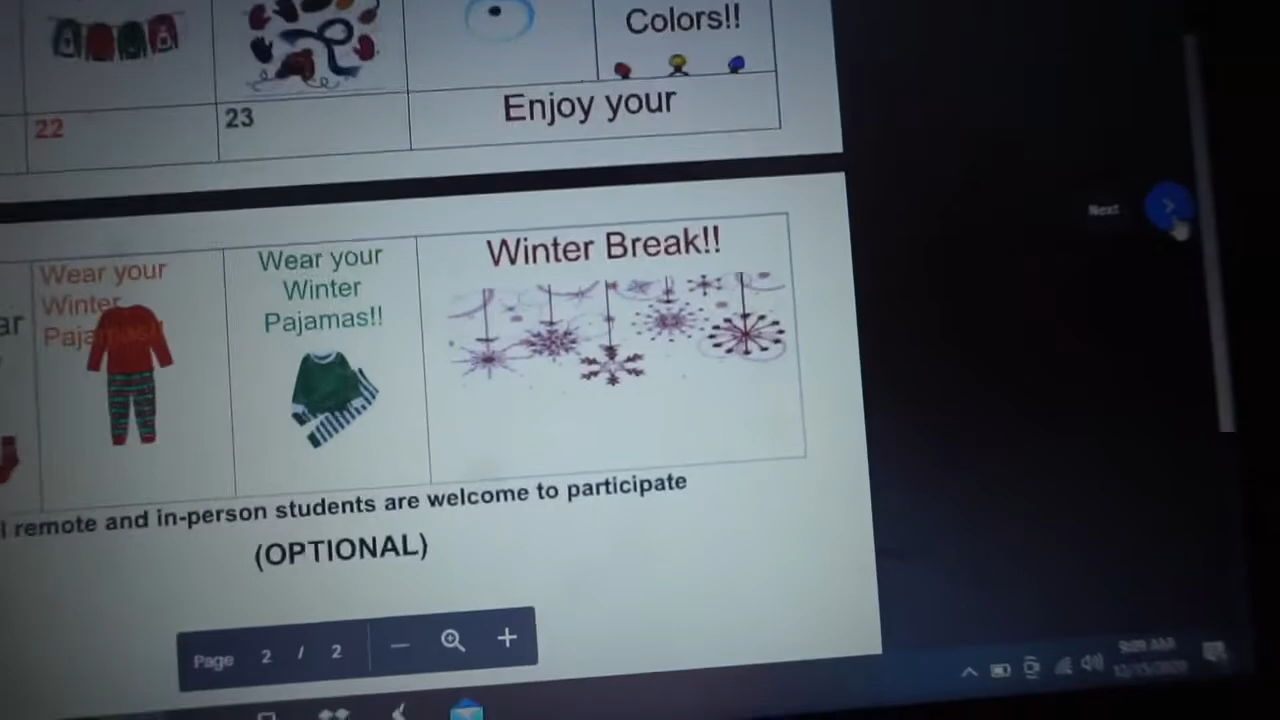 Colors!!
22
23
Enjoy your
Next
Wear your
Winter
Wear your
Winter
Pajamas!!
Winter Break!!
remote and in-person students are welcome to participate
(OPTIONAL)
Page 2 / 2